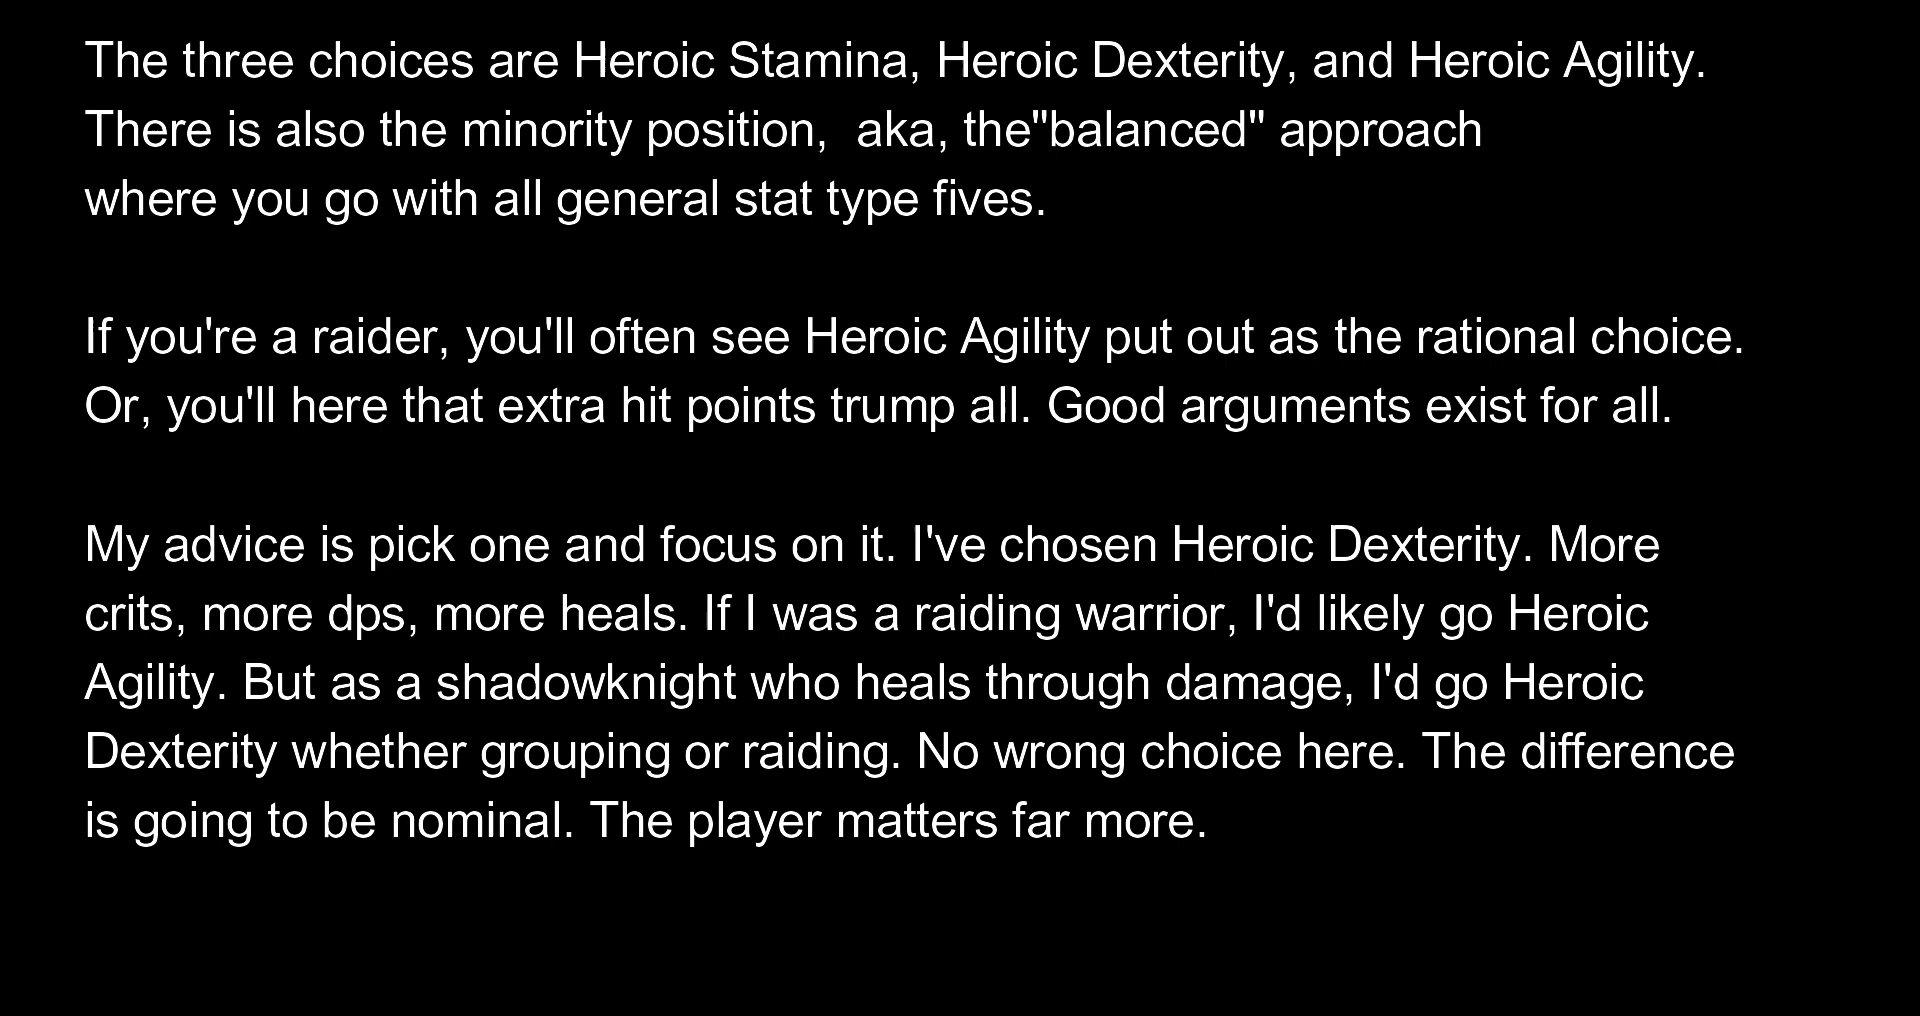 The three choices are Heroic Stamina, Heroic Dexterity, and Heroic Agility.
There is also the minority position,  aka, the"balanced" approach
where you go with all general stat type fives.
If you're a raider, you'll often see Heroic Agility put out as the rational choice.
Or, you'll here that extra hit points trump all. Good arguments exist for all.
My advice is pick one and focus on it. I've chosen Heroic Dexterity. More
crits, more dps, more heals. If I was a raiding warrior, I'd likely go Heroic
Agility. But as a shadowknight who heals through damage, I'd go Heroic
Dexterity whether grouping or raiding. No wrong choice here. The difference
is going to be nominal. The player matters far more.